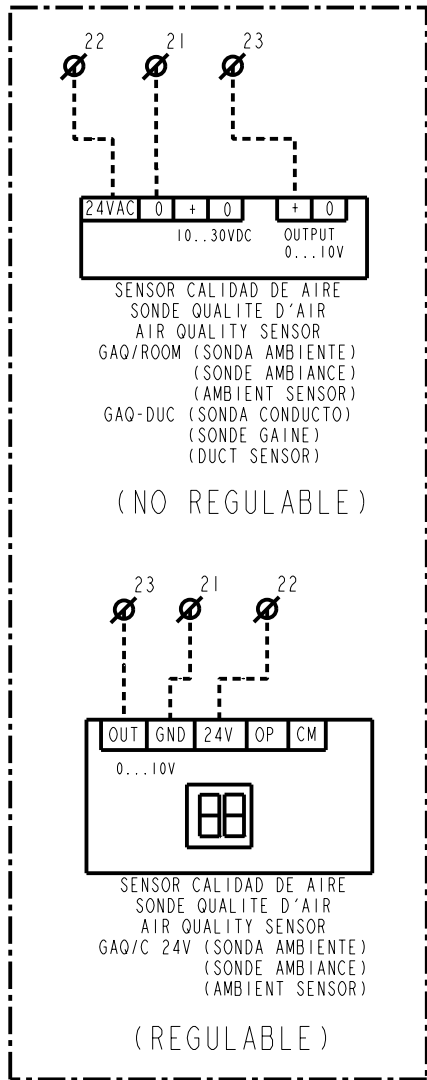 22 21 23
24VAC 0 + 0 + 0
10..30VDC OUTPUT
0...10V
SENSOR CALIDAD DE AIRE
SONDE QUALITE D'AIR
AIR QUALITY SENSOR
GAQ/ROOM (SONDA AMBIENTE)
(SONDE AMBIANCE)
(AMBIENT SENSOR)
GAQ-DUC (SONDA CONDUCTO)
(SONDE GAINE)
(DUCT SENSOR)
(NO REGULABLE)
23 21 22
OUT GND 24V OP CM
0...10V
SENSOR CALIDAD DE AIRE
SONDE QUALITE D'AIR
AIR QUALITY SENSOR
GAQ/C 24V (SONDA AMBIENTE)
(SONDE AMBIANCE)
(AMBIENT SENSOR)
(REGULABLE)